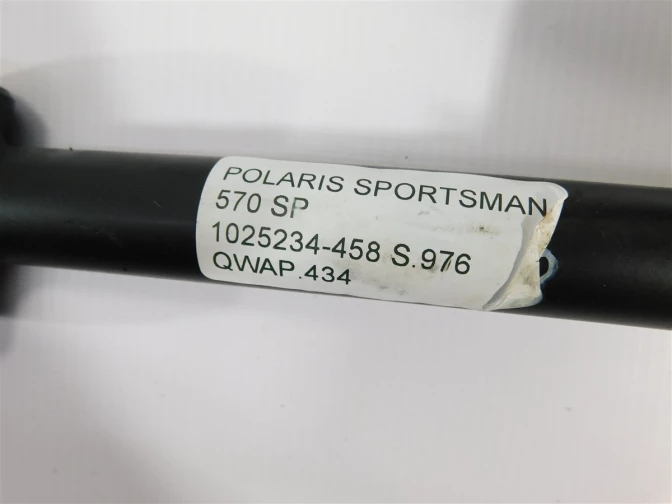 POLARIS SPORTSMAN
570 SP
1025234-458 S.976
QWAP.434